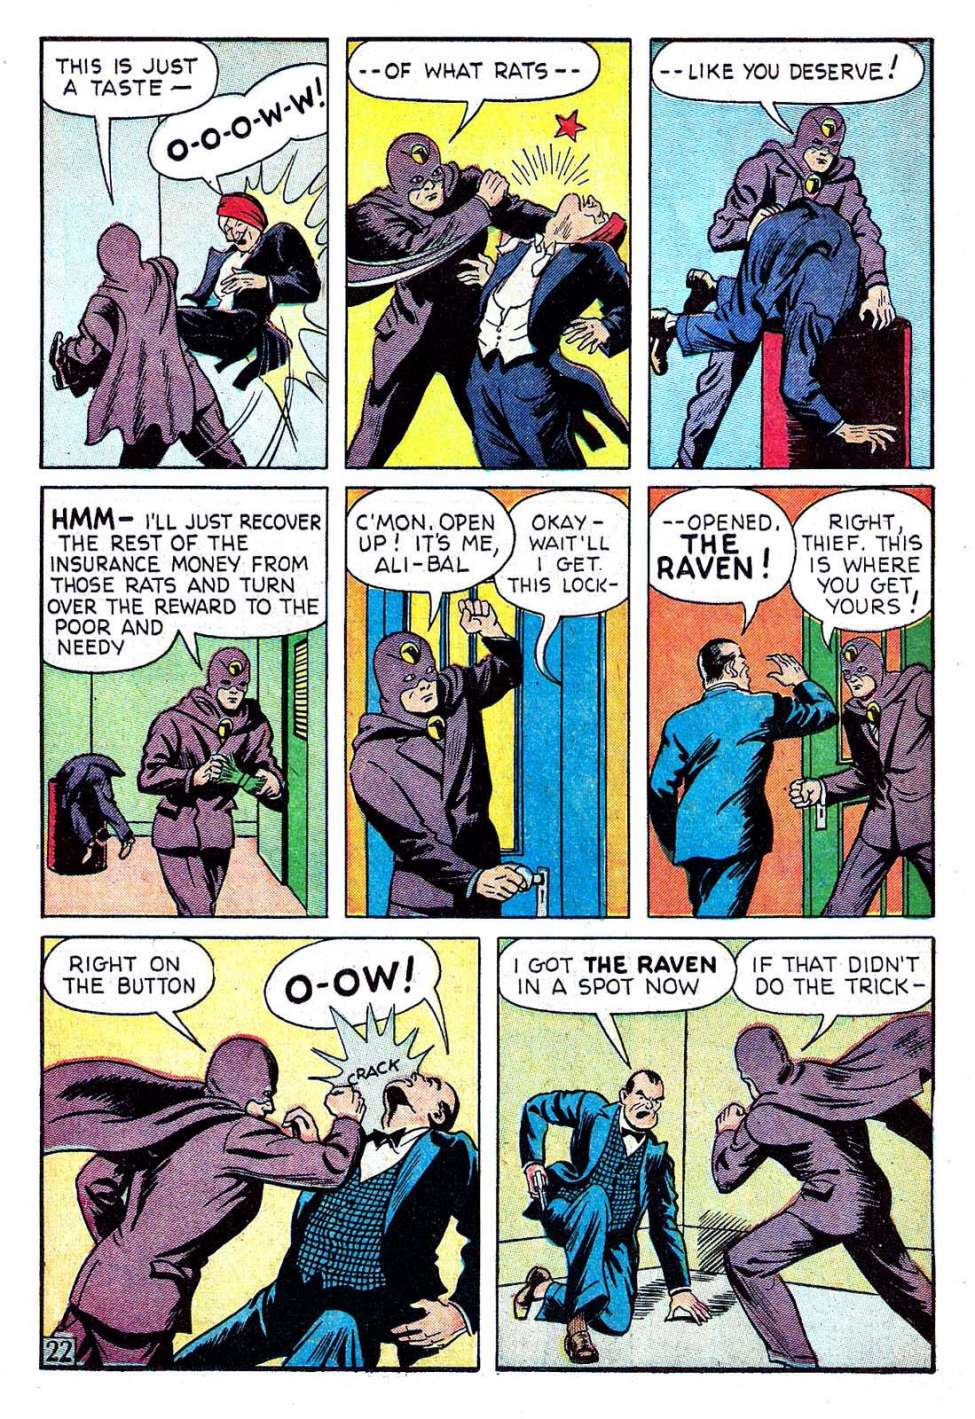 THIS IS JUST
A TASTE—
O-O-O-W-W!
--OF WHAT RATS--
--LIKE YOU DESERVE!
HMM- I'LL JUST RECOVER
THE REST OF THE
INSURANCE MONEY FROM
THOSE RATS AND TURN
OVER THE REWARD TO THE
POOR AND
NEEDY
C'MON, OPEN
UP! IT'S ME,
ALI-BAL
OKAY-
WAIT'LL
I GET
THIS LOCK-
--OPENED.
THE
RAVEN!
RIGHT,
THIEF. THIS
IS WHERE
YOU GET
YOURS!
RIGHT ON
THE BUTTON
O-OW!
CRACK
I GOT THE RAVEN
IN A SPOT NOW
IF THAT DIDN'T
DO THE TRICK-
22